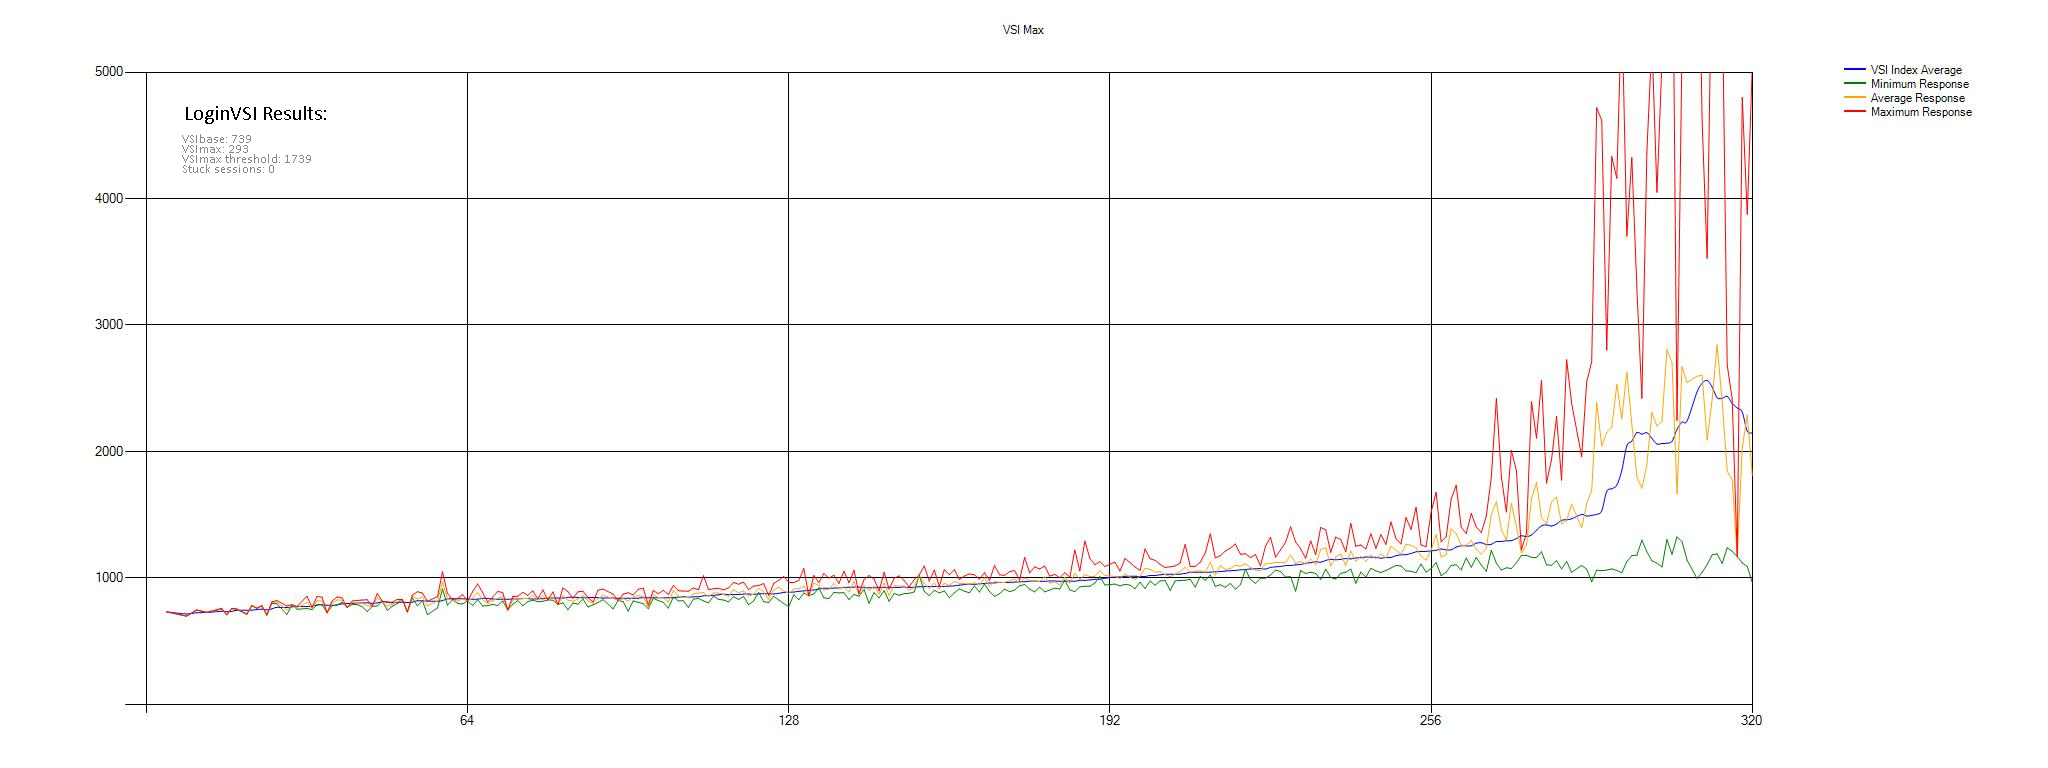 VSI Max
5000
4000
3000
2000
1000
64
128
192
256
320
LoginVSI Results:
VSIbase: 739
VSImax: 293
VSImax threshold: 1739
Stuck sessions: 0
VSI Index Average
Minimum Response
Average Response
Maximum Response